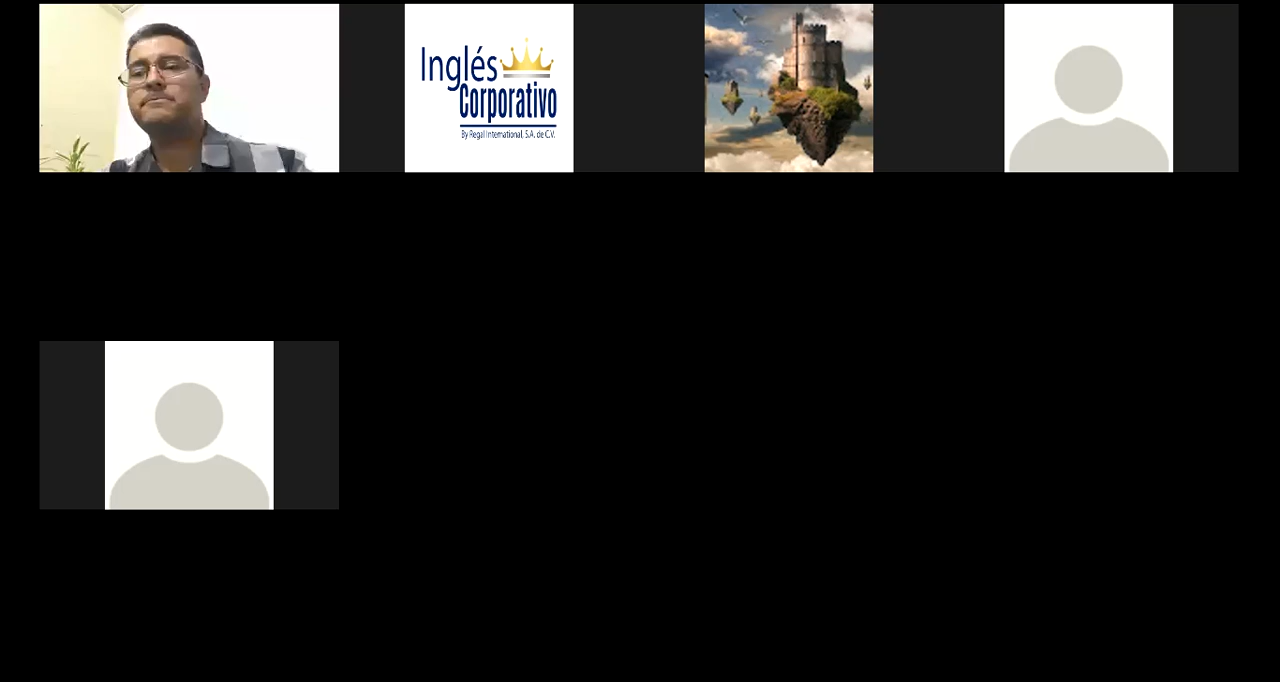 Inglés
Corporativo
By Regal International, S.A. de C.V.